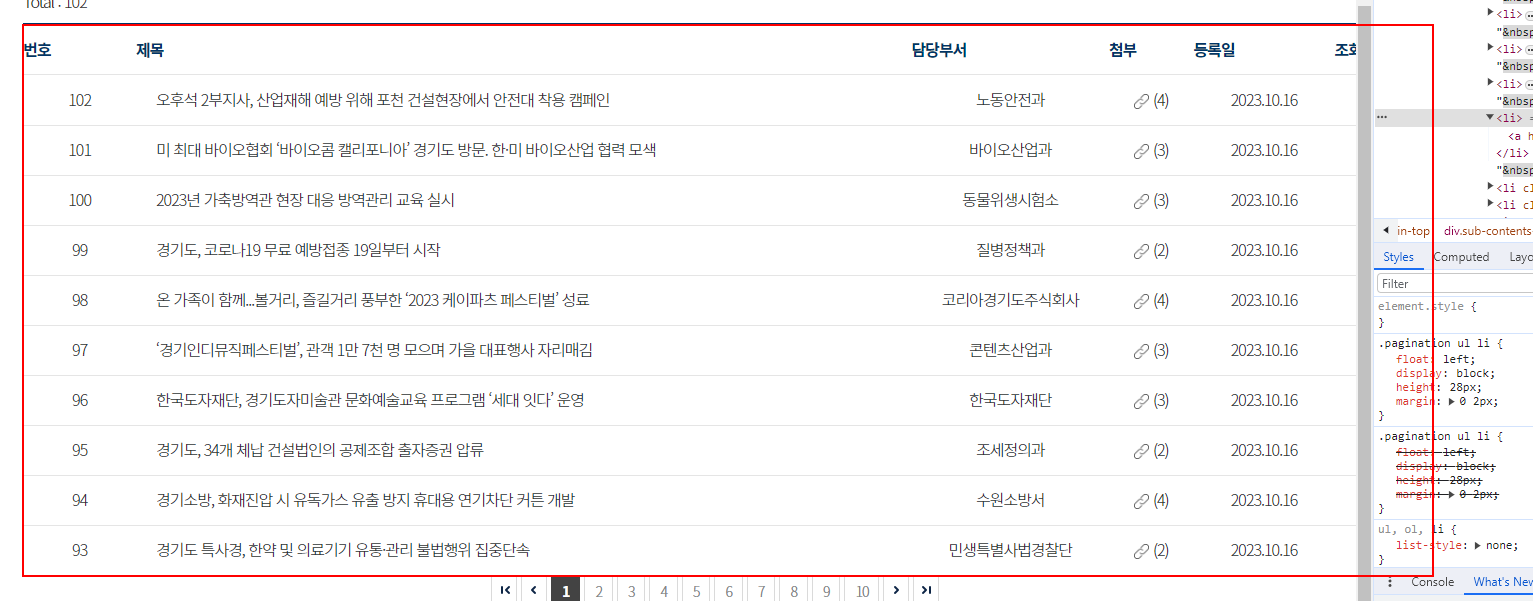 Total : 102
번호 제목 담당부서 첨부 등록일 조회
102 오후석 2부지사, 산업재해 예방 위해 포천 건설현장에서 안전대 착용 캠페인 노동안전과 (4) 2023.10.16
101 미 최대 바이오협회 ‘바이오콤 캘리포니아’ 경기도 방문. 한·미 바이오산업 협력 모색 바이오산업과 (3) 2023.10.16
100 2023년 가축방역관 현장 대응 방역관리 교육 실시 동물위생시험소 (3) 2023.10.16
99 경기도, 코로나19 무료 예방접종 19일부터 시작 질병정책과 (2) 2023.10.16
98 온 가족이 함께...볼거리, 즐길거리 풍부한 ‘2023 케이파츠 페스티벌’ 성료 코리아경기도주식회사 (4) 2023.10.16
97 ‘경기인디뮤직페스티벌’, 관객 1만 7천 명 모으며 가을 대표행사 자리매김 콘텐츠산업과 (3) 2023.10.16
96 한국도자재단, 경기도자미술관 문화예술교육 프로그램 ‘세대 잇다’ 운영 한국도자재단 (3) 2023.10.16
95 경기도, 34개 체납 건설법인의 공제조합 출자증권 압류 조세정의과 (2) 2023.10.16
94 경기소방, 화재진압 시 유독가스 유출 방지 휴대용 연기차단 커튼 개발 수원소방서 (4) 2023.10.16
93 경기도 특사경, 한약 및 의료기기 유통·관리 불법행위 집중단속 민생특별사법경찰단 (2) 2023.10.16
1 2 3 4 5 6 7 8 9 10
<li>
"&nbsp
<li>
"&nbsp
<li>
"&nbsp
<li> =
<a h
</li>
"&nbsp
<li cl
<li cl
in-top div.sub-contents-
Styles Computed Layo
Filter
element.style {
}
.pagination ul li {
float: left;
display: block;
height: 28px;
margin: 0 2px;
}
.pagination ul li {
float: left;
display: block;
height: 28px;
margin: 0 2px;
}
ul, ol, li {
list-style: none;
}
Console What's New